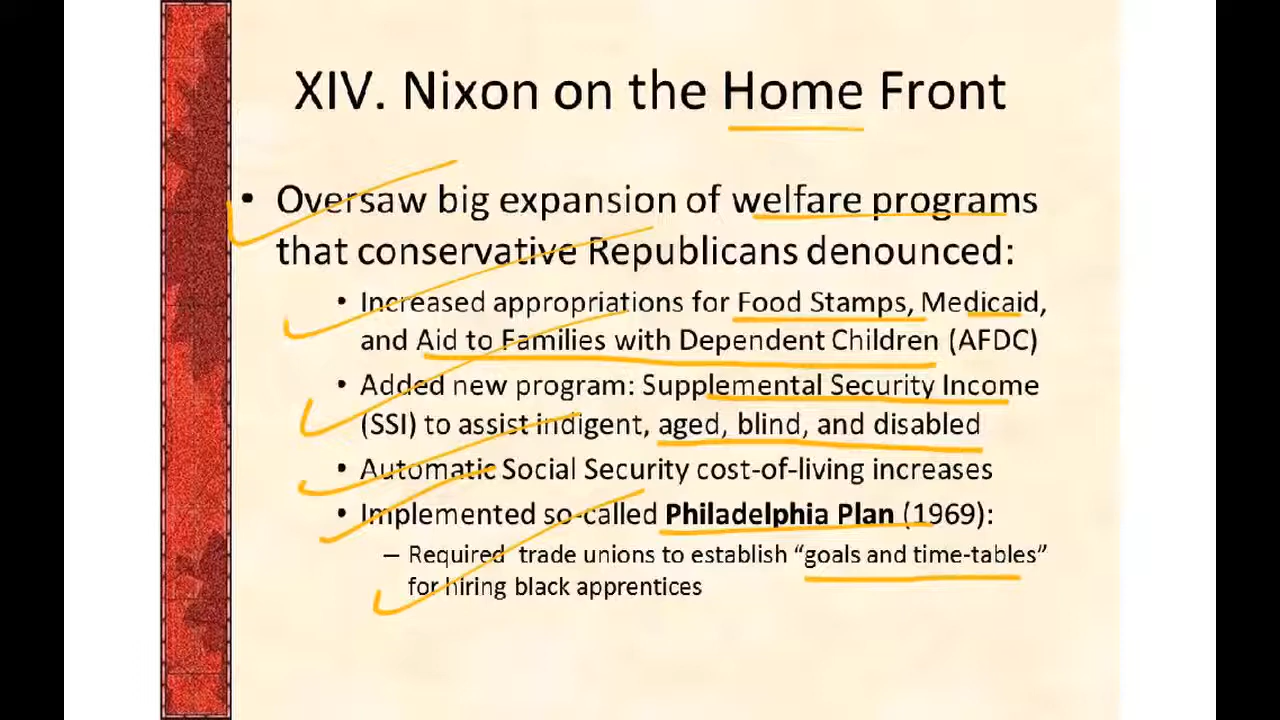 XIV. Nixon on the Home Front
• Oversaw big expansion of welfare programs
that conservative Republicans denounced:
• Increased appropriations for Food Stamps, Medicaid,
and Aid to Families with Dependent Children (AFDC)
• Added new program: Supplemental Security Income
(SSI) to assist indigent, aged, blind, and disabled
• Automatic Social Security cost-of-living increases
• Implemented so-called Philadelphia Plan (1969):
– Required trade unions to establish “goals and time-tables”
for hiring black apprentices